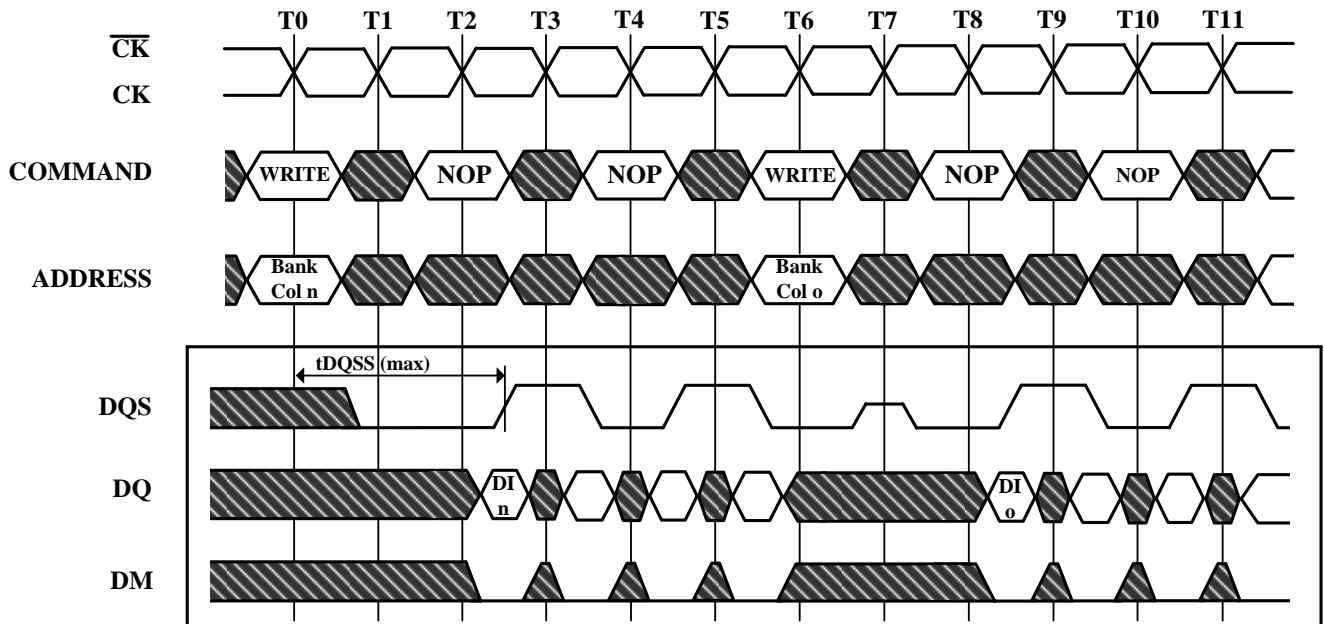 T0 T1 T2 T3 T4 T5 T6 T7 T8 T9 T10 T11
CK
CK
COMMAND WRITE NOP NOP WRITE NOP NOP
ADDRESS Bank Col n Bank Col o
tDQSS (max)
DQS
DQ DI n DI o
DM